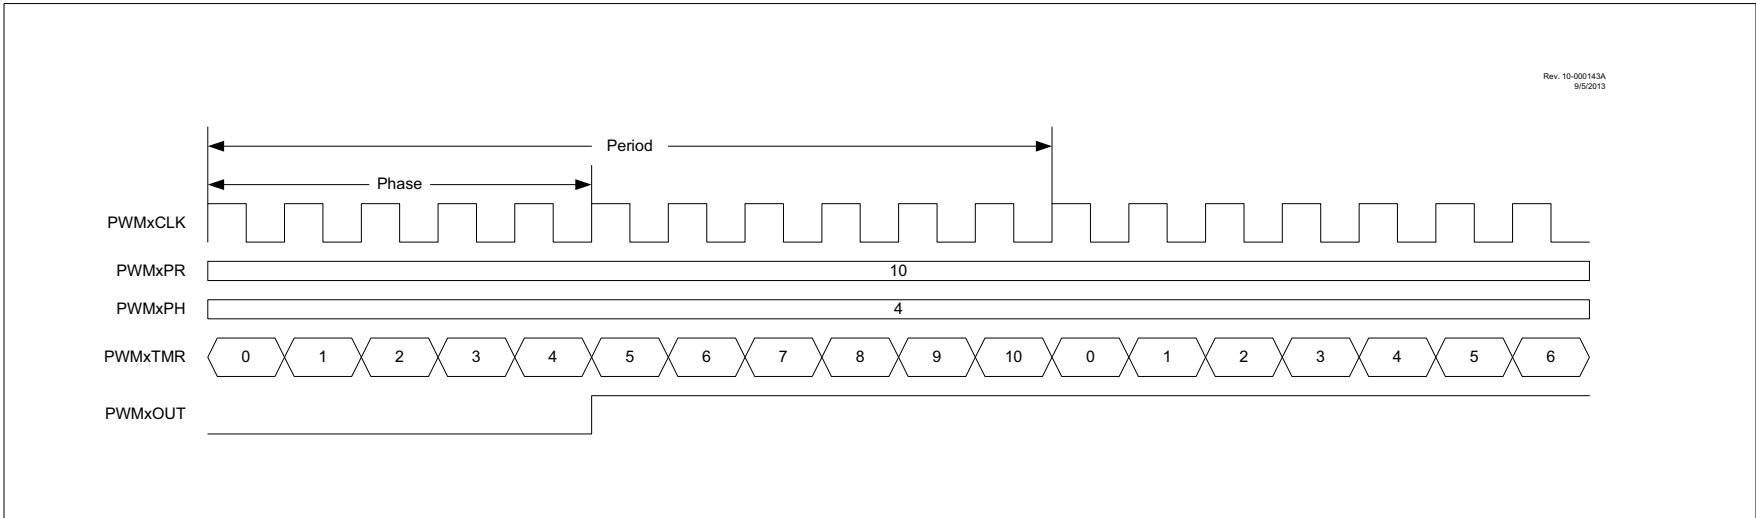 Rev. 10-000143A
9/5/2013
Period
Phase
PWMxCLK
PWMxPR 10
PWMxPH 4
PWMxTMR 0 1 2 3 4 5 6 7 8 9 10 0 1 2 3 4 5 6
PWMxOUT